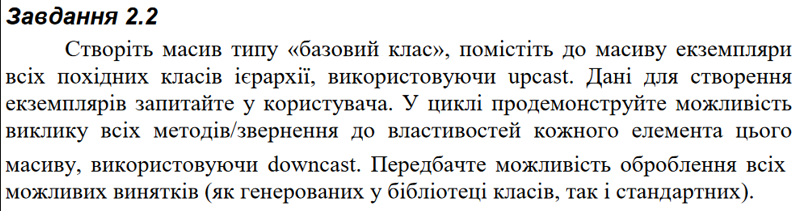 Завдання 2.2
Створіть масив типу «базовий клас», помістіть до масиву екземпляри
всіх похідних класів ієрархії, використовуючи upcast. Дані для створення
екземплярів запитайте у користувача. У циклі продемонструйте можливість
виклику всіх методів/звернення до властивостей кожного елемента цього
масиву, використовуючи downcast. Передбачте можливість оброблення всіх
можливих винятків (як генерованих у бібліотеці класів, так і стандартних).